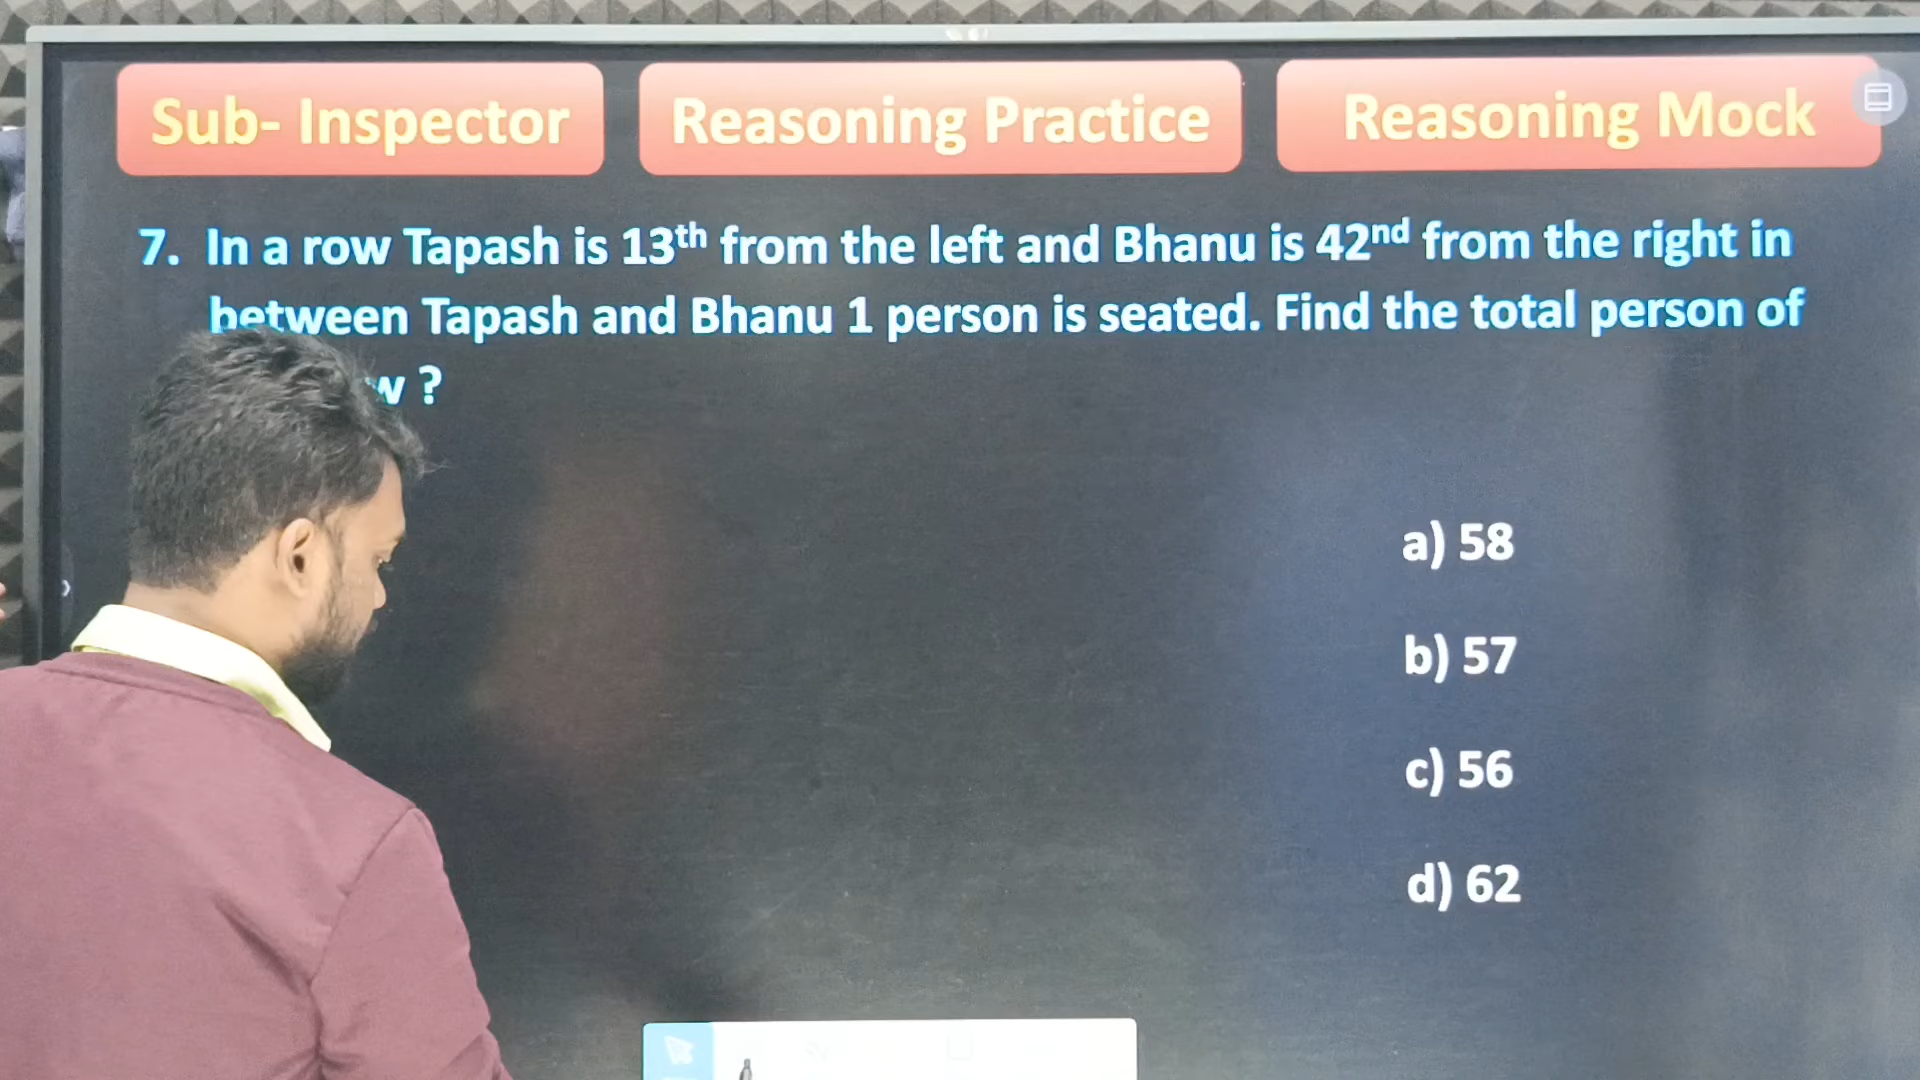 Sub- Inspector
Reasoning Practice
Reasoning Mock
7. In a row Tapash is 13th from the left and Bhanu is 42nd from the right in
between Tapash and Bhanu 1 person is seated. Find the total person of
?
a) 58
b) 57
c) 56
d) 62